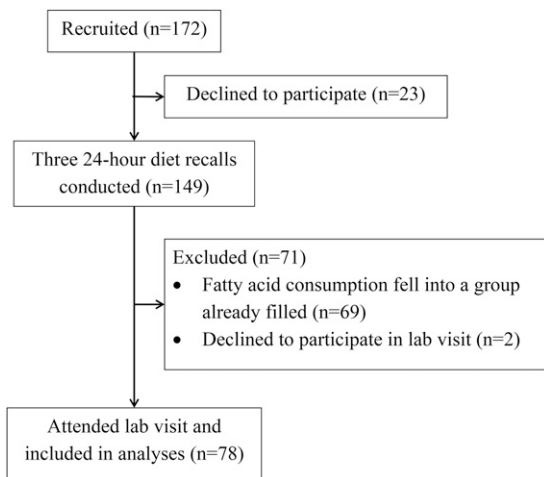 Recruited (n=172)
Declined to participate (n=23)
Three 24-hour diet recalls
conducted (n=149)
Excluded (n=71)
• Fatty acid consumption fell into a group
already filled (n=69)
• Declined to participate in lab visit (n=2)
Attended lab visit and
included in analyses (n=78)